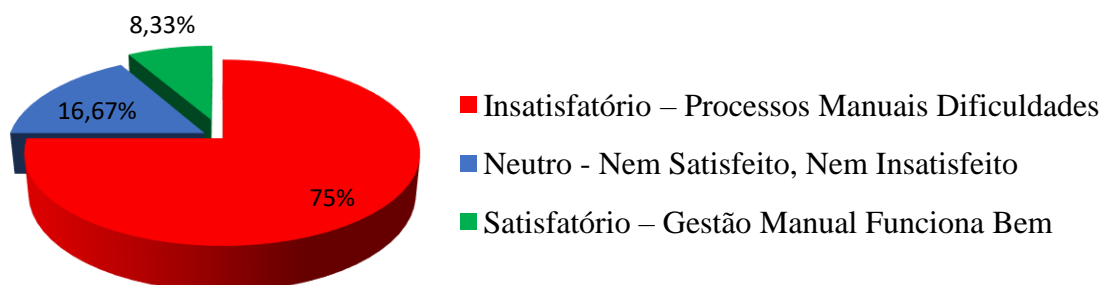 8,33%
16,67%
75%
Insatisfatório – Processos Manuais Dificuldades
Neutro - Nem Satisfeito, Nem Insatisfeito
Satisfatório – Gestão Manual Funciona Bem